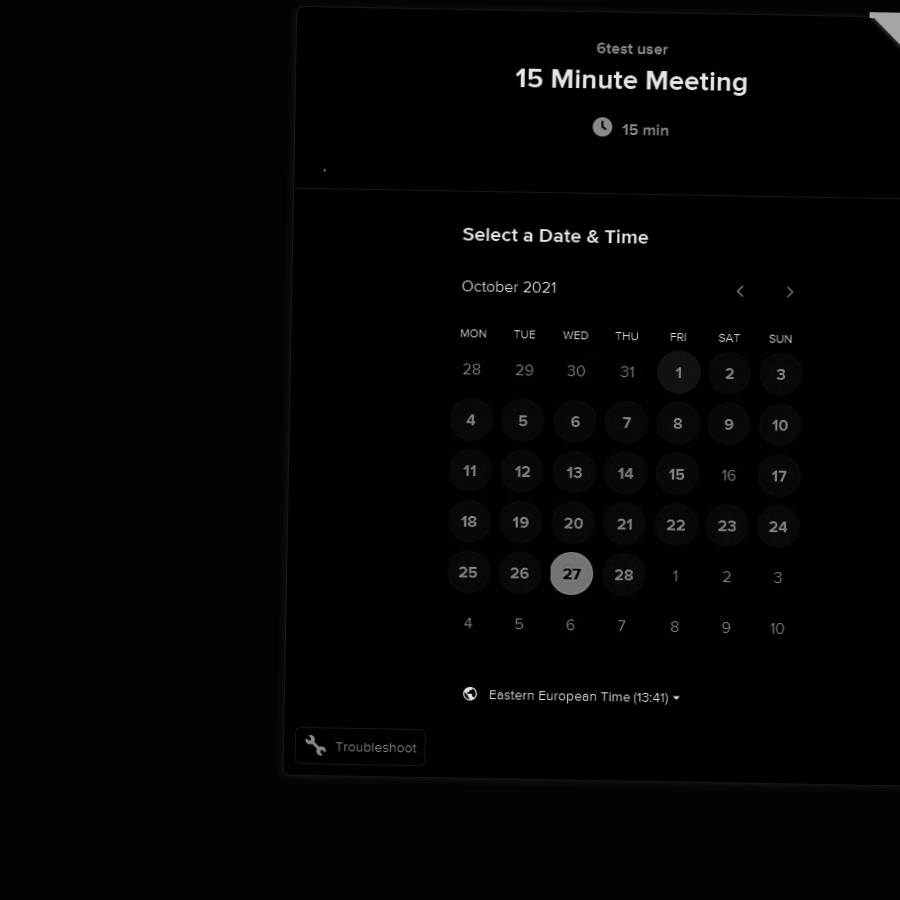 6test user
15 Minute Meeting
15 min
.
Select a Date & Time
October 2021
MON TUE WED THU FRI SAT SUN
28 29 30 31 1 2 3
4 5 6 7 8 9 10
11 12 13 14 15 16 17
18 19 20 21 22 23 24
25 26 27 28 1 2 3
4 5 6 7 8 9 10
Eastern European Time (13:41)
Troubleshoot